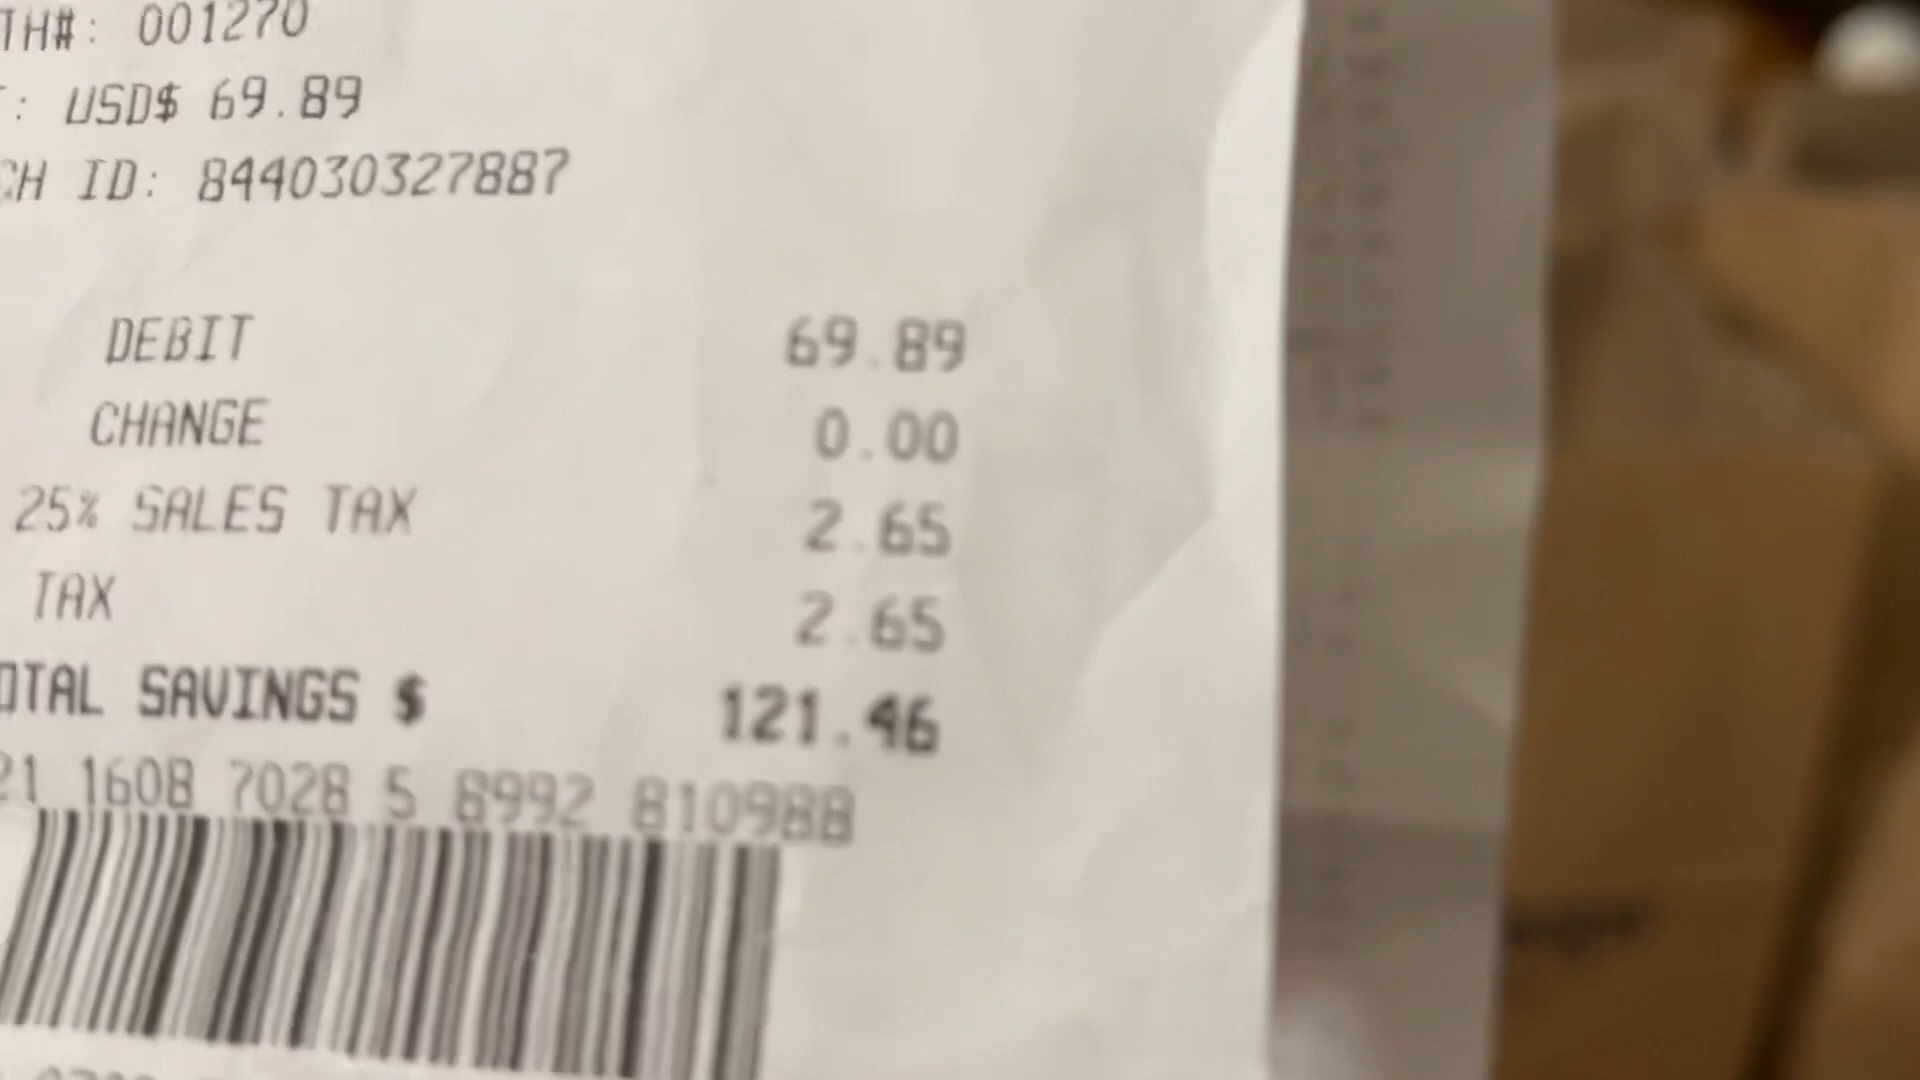 TH#: 001270
: USD$ 69.89
CH ID: 844030327887
DEBIT 69.89
CHANGE 0.00
25% SALES TAX 2.65
TAX 2.65
OTAL SAVINGS $ 121.46
21 1608 7028 5 8992 810988